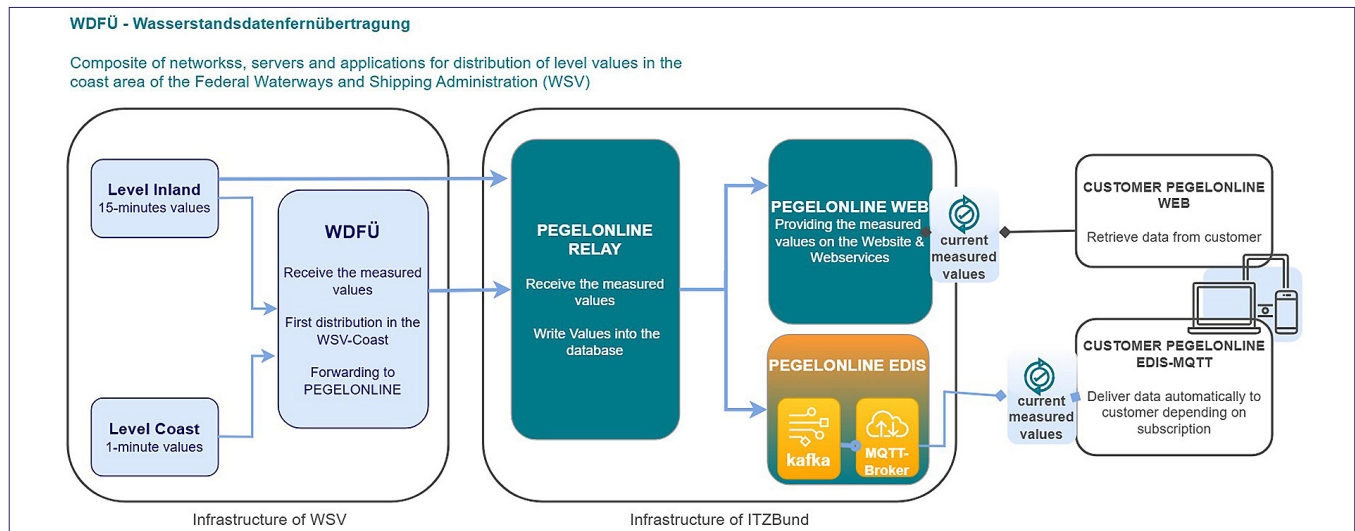 WDFÜ - Wasserstandsdatenfernübertragung
Composite of networkss, servers and applications for distribution of level values in the
coast area of the Federal Waterways and Shipping Administration (WSV)
Level Inland
15-minutes values
Level Coast
1-minute values
WDFÜ
Receive the measured
values
First distribution in the
WSV-Coast
Forwarding to
PEGELONLINE
Infrastructure of WSV
PEGELONLINE
RELAY
Receive the measured
values
Write Values into the
database
PEGELONLINE WEB
Providing the measured
values on the Website &
Webservices
PEGELONLINE EDIS
kafka
MQTT-
Broker
Infrastructure of ITZBund
current
measured
values
current
measured
values
CUSTOMER PEGELONLINE
WEB
Retrieve data from customer
CUSTOMER PEGELONLINE
EDIS-MQTT
Deliver data automatically to
customer depending on
subscription